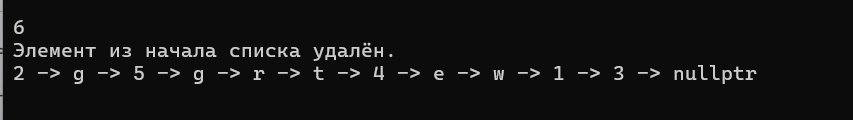 6
Элемент из начала списка удалён.
2 -> g -> 5 -> g -> r -> t -> 4 -> e -> w -> 1 -> 3 -> nullptr